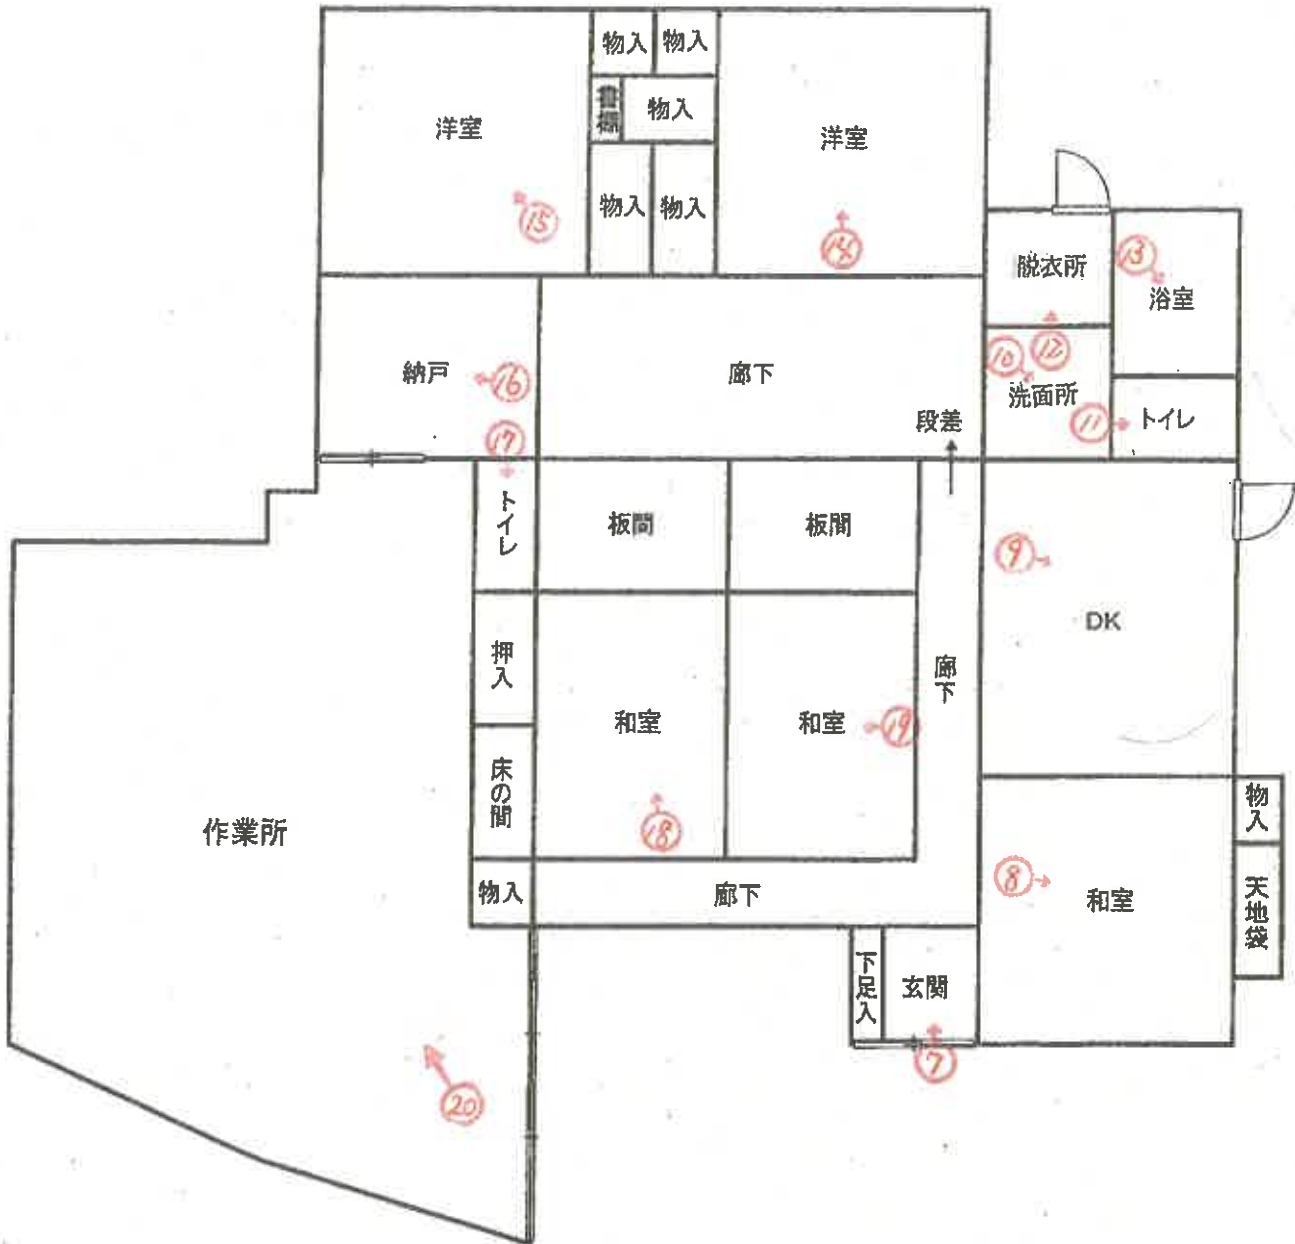 物入
物入
洋室
書棚
物入
洋室
物入
物入
⑮
⑭
脱衣所
⑬
浴室
納戸
⑯
廊下
⑩
⑫
洗面所
⑪
トイレ
段差
⑰
トイレ
板間
板間
⑨
DK
押入
和室
和室
⑲
廊下
床の間
⑱
物入
作業所
物入
廊下
⑧
和室
天地袋
下足入
玄関
⑦
⑳